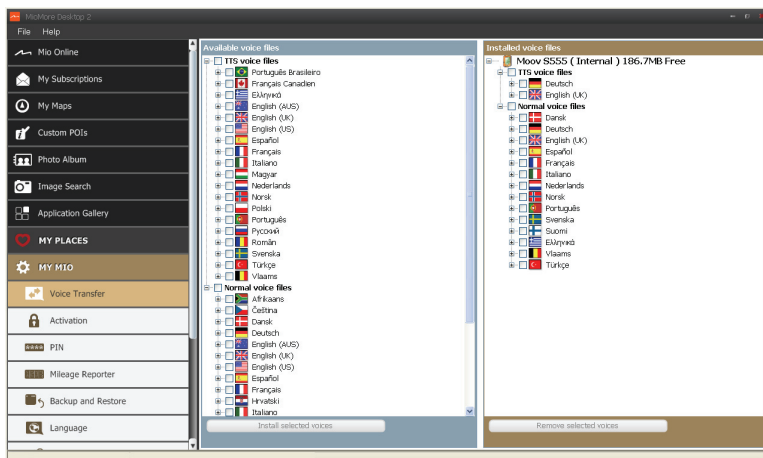 MioMore Desktop 2
File Help
Mio Online
My Subscriptions
My Maps
Custom POIs
Photo Album
Image Search
Application Gallery
MY PLACES
MY MIO
Voice Transfer
Activation
PIN
Mileage Reporter
Backup and Restore
Language
Available voice files
TTS voice files
Português Brasileiro
Français Canadien
Ελληνικά
English (AUS)
English (UK)
English (US)
Español
Français
Italiano
Magyar
Nederlands
Norsk
Polski
Português
Русский
Român
Svenska
Türkçe
Vlaams
Normal voice files
Afrikaans
Čeština
Dansk
Deutsch
English (AUS)
English (UK)
English (US)
Español
Français
Hrvatski
Italiano
Install selected voices
Installed voice files
Moov S555 ( Internal ) 186.7MB Free
TTS voice files
Deutsch
English (UK)
Normal voice files
Dansk
Deutsch
English (UK)
Español
Français
Italiano
Nederlands
Norsk
Português
Svenska
Suomi
Ελληνικά
Türkçe
Remove selected voices